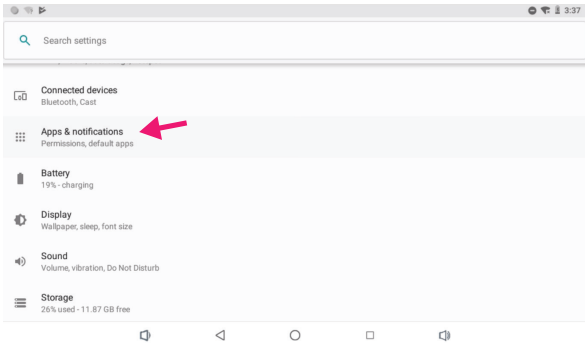 3:37
Search settings
Connected devices
Bluetooth, Cast
Apps & notifications
Permissions, default apps
Battery
19% - charging
Display
Wallpaper, sleep, font size
Sound
Volume, vibration, Do Not Disturb
Storage
26% used - 11.87 GB free